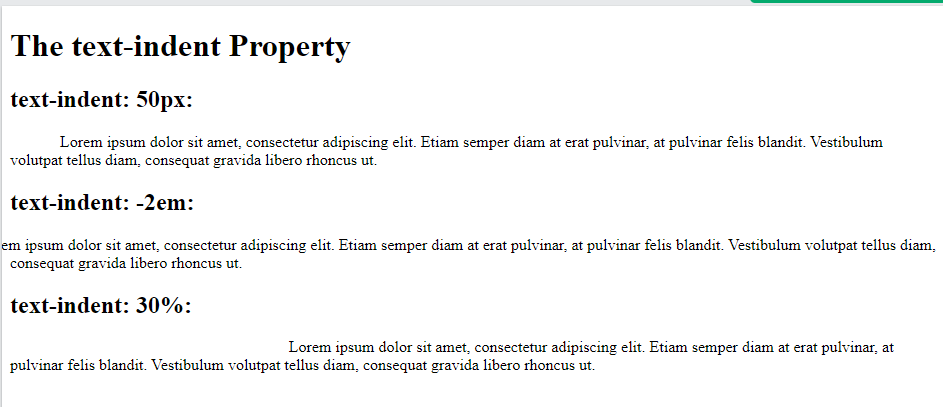 The text-indent Property
text-indent: 50px:
Lorem ipsum dolor sit amet, consectetur adipiscing elit. Etiam semper diam at erat pulvinar, at pulvinar felis blandit. Vestibulum
volutpat tellus diam, consequat gravida libero rhoncus ut.
text-indent: -2em:
em ipsum dolor sit amet, consectetur adipiscing elit. Etiam semper diam at erat pulvinar, at pulvinar felis blandit. Vestibulum volutpat tellus diam,
consequat gravida libero rhoncus ut.
text-indent: 30%:
Lorem ipsum dolor sit amet, consectetur adipiscing elit. Etiam semper diam at erat pulvinar, at
pulvinar felis blandit. Vestibulum volutpat tellus diam, consequat gravida libero rhoncus ut.